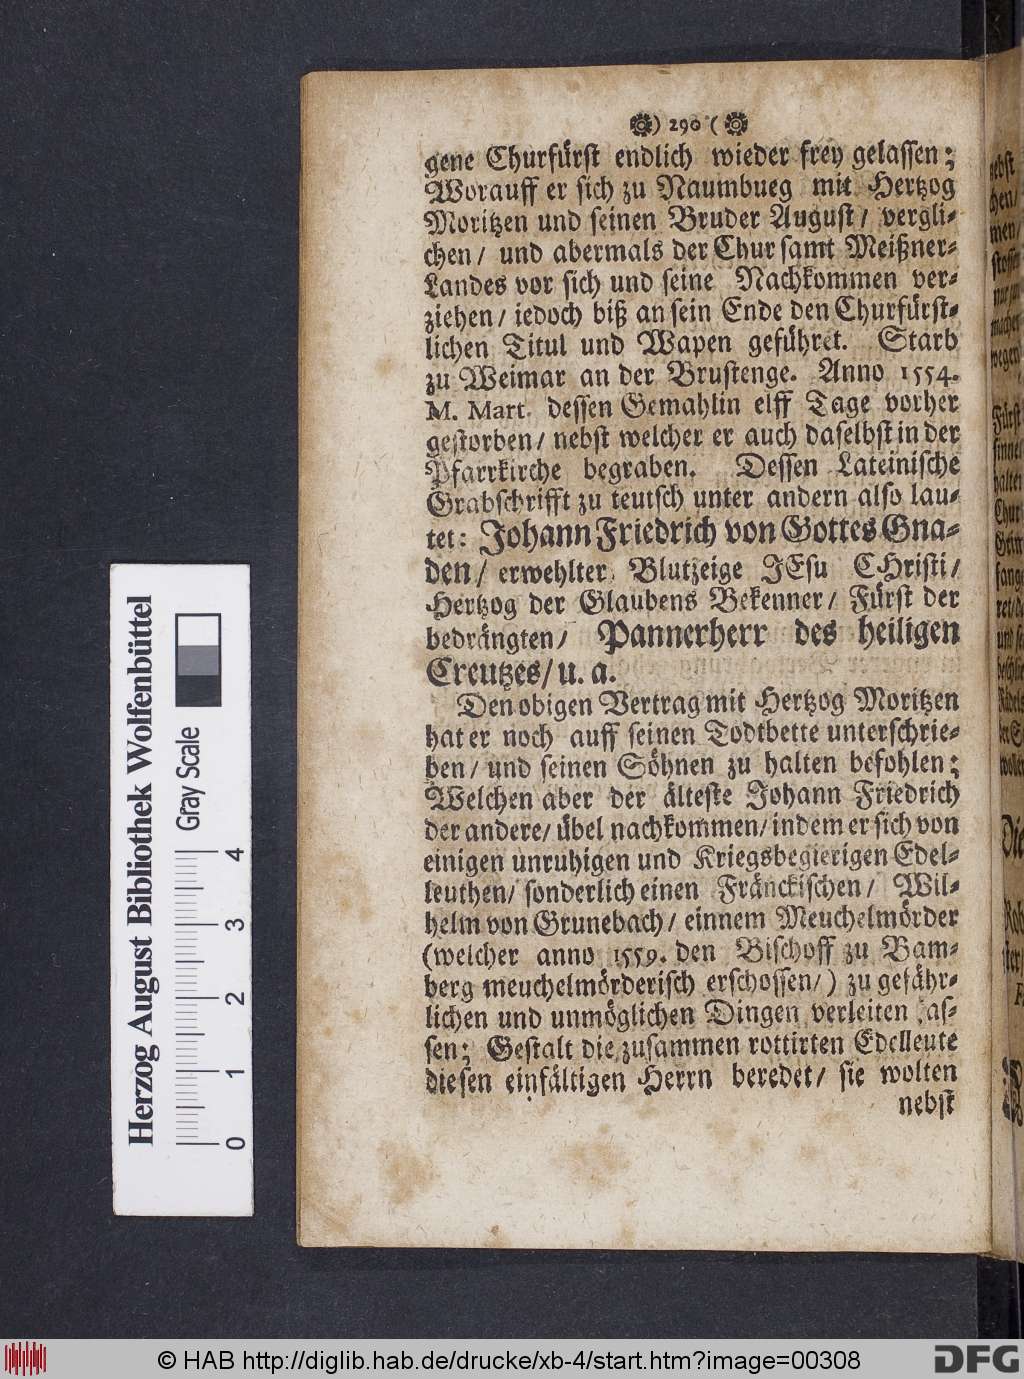 ) 290 (
gene Churfürst endlich wieder frey gelassen;
Worauff er sich zu Naumbueg mit Hertzog
Moritzen und seinen Bruder August/ vergli-
chen/ und abermals der Chur samt Meißner-
Landes vor sich und seine Nachkommen ver-
ziehen/ iedoch biß an sein Ende den Churfürst-
lichen Titul und Wapen geführet. Starb
zu Weimar an der Brustenge. Anno 1554.
M. Mart. dessen Gemahlin elff Tage vorher
gestorben/ nebst welcher er auch daselbst in der
Pfarrkirche begraben. Dessen Lateinische
Grabschrifft zu teutsch unter andern also lau-
tet: Johann Friedrich von Gottes Gna-
den/ erwehlter Blutzeige JEsu CHristi/
Hertzog der Glaubens Bekenner/ Fürst der
bedrängten/ Pannerherr des heiligen
Creutzes/ u. a.
Den obigen Vertrag mit Hertzog Moritzen
hat er noch auff seinen Todtbette unterschrie-
ben/ und seinen Söhnen zu halten befohlen;
Welchen aber der älteste Johann Friedrich
der andere/ übel nachkommen/ indem er sich von
einigen unruhigen und Kriegsbegierigen Edel-
leuthen/ sonderlich einen Fränckischen/ Wil-
helm von Grunebach/ einnem Meuchelmörder
(welcher anno 1559. den Bischoff zu Bam-
berg meuchelmörderisch erschossen/) zu gefähr-
lichen und unmöglichen Dingen verleiten las-
sen; Gestalt die zusammen rottirten Edelleute
diesen einfältigen Herrn beredet/ sie wolten
nebst
Herzog August Bibliothek Wolfenbüttel
Gray Scale
0 1 2 3 4
© HAB http://diglib.hab.de/drucke/xb-4/start.htm?image=00308
DFG